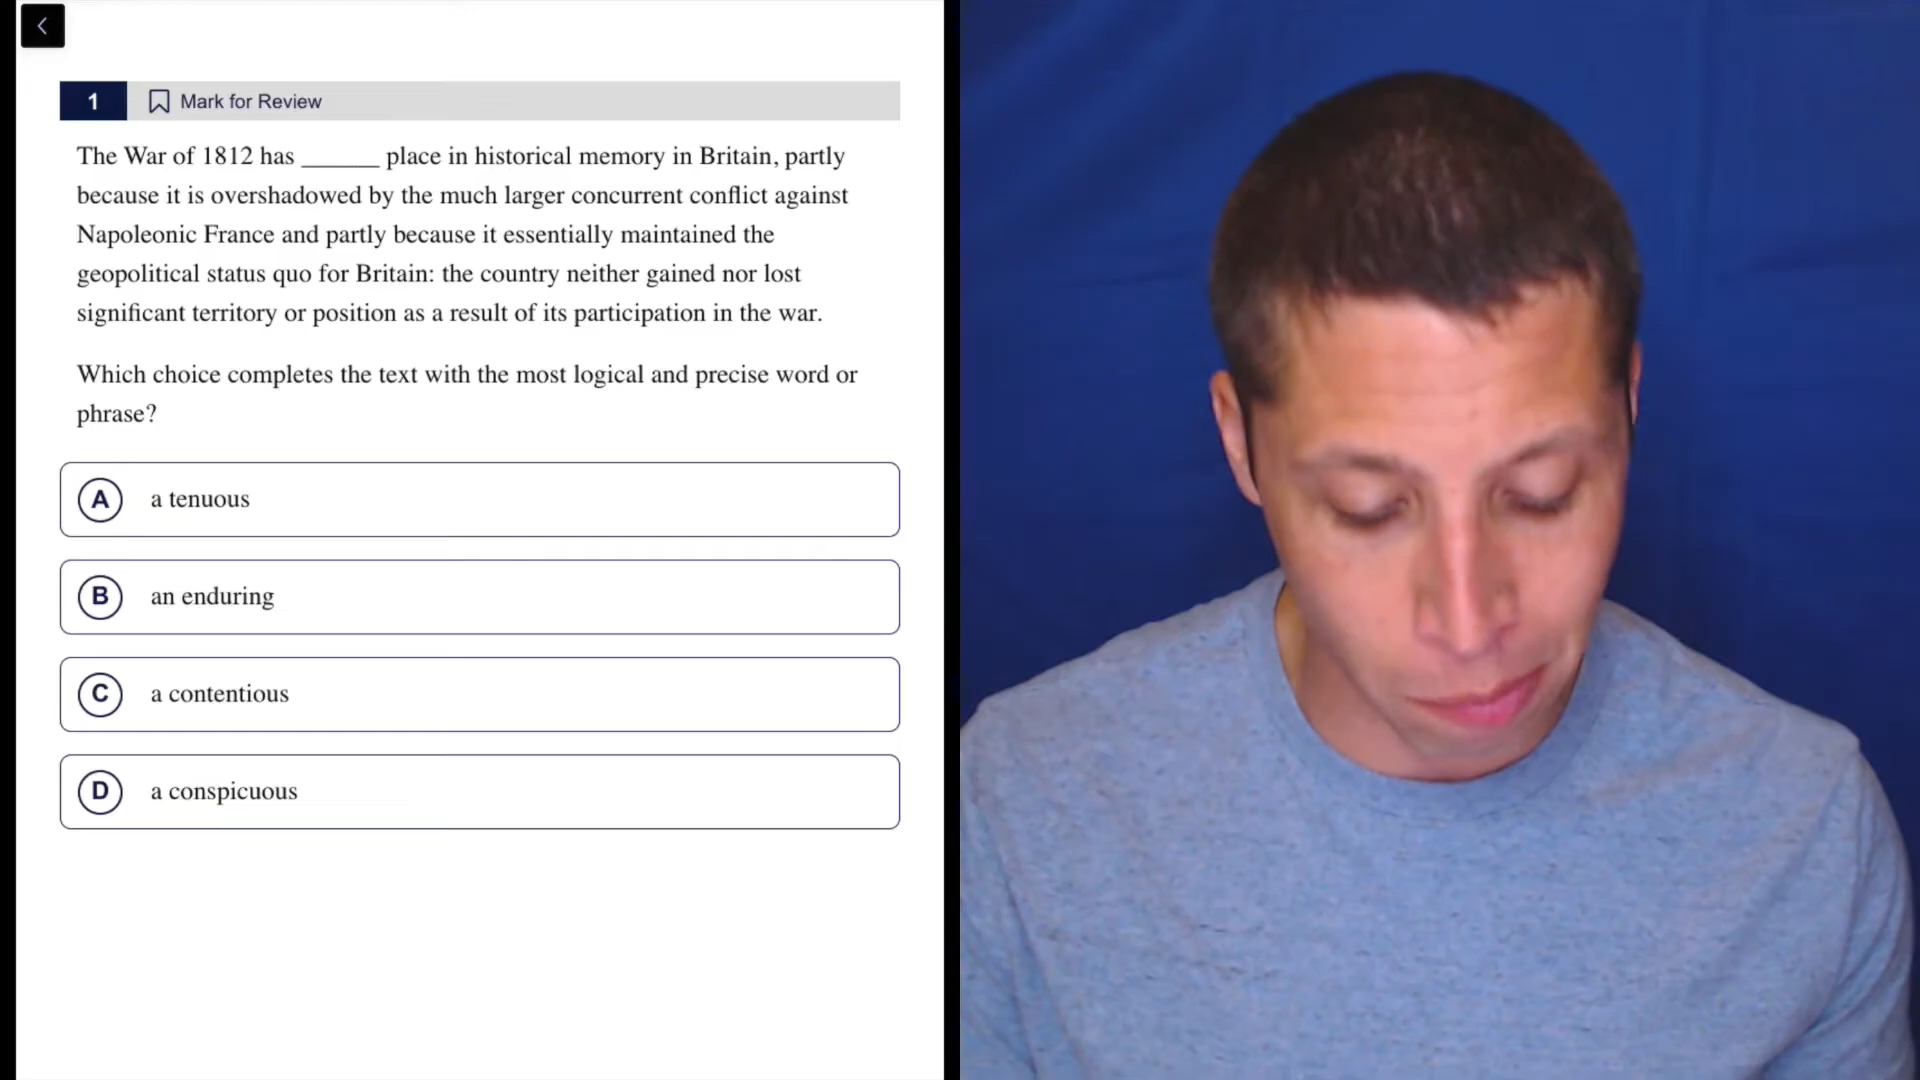 1 Mark for Review
The War of 1812 has ______ place in historical memory in Britain, partly
because it is overshadowed by the much larger concurrent conflict against
Napoleonic France and partly because it essentially maintained the
geopolitical status quo for Britain: the country neither gained nor lost
significant territory or position as a result of its participation in the war.
Which choice completes the text with the most logical and precise word or
phrase?
A a tenuous
B an enduring
C a contentious
D a conspicuous